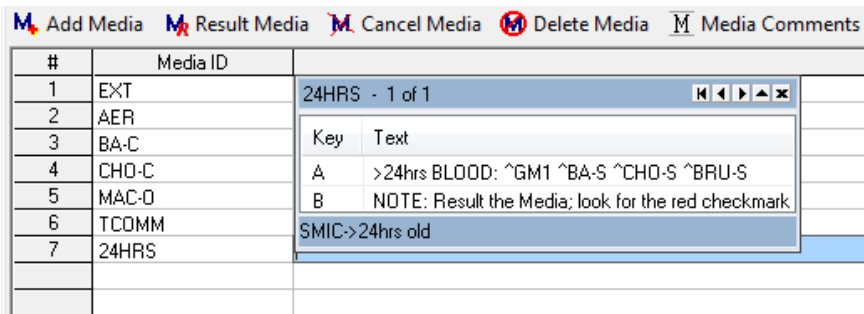 Add Media Result Media Cancel Media Delete Media M Media Comments
# Media ID
1 EXT
2 AER
3 BA-C
4 CHO-C
5 MAC-O
6 TCOMM
7 24HRS
24HRS - 1 of 1
Key Text
A >24hrs BLOOD: ^GM1 ^BA-S ^CHO-S ^BRU-S
B NOTE: Result the Media; look for the red checkmark
SMIC->24hrs old